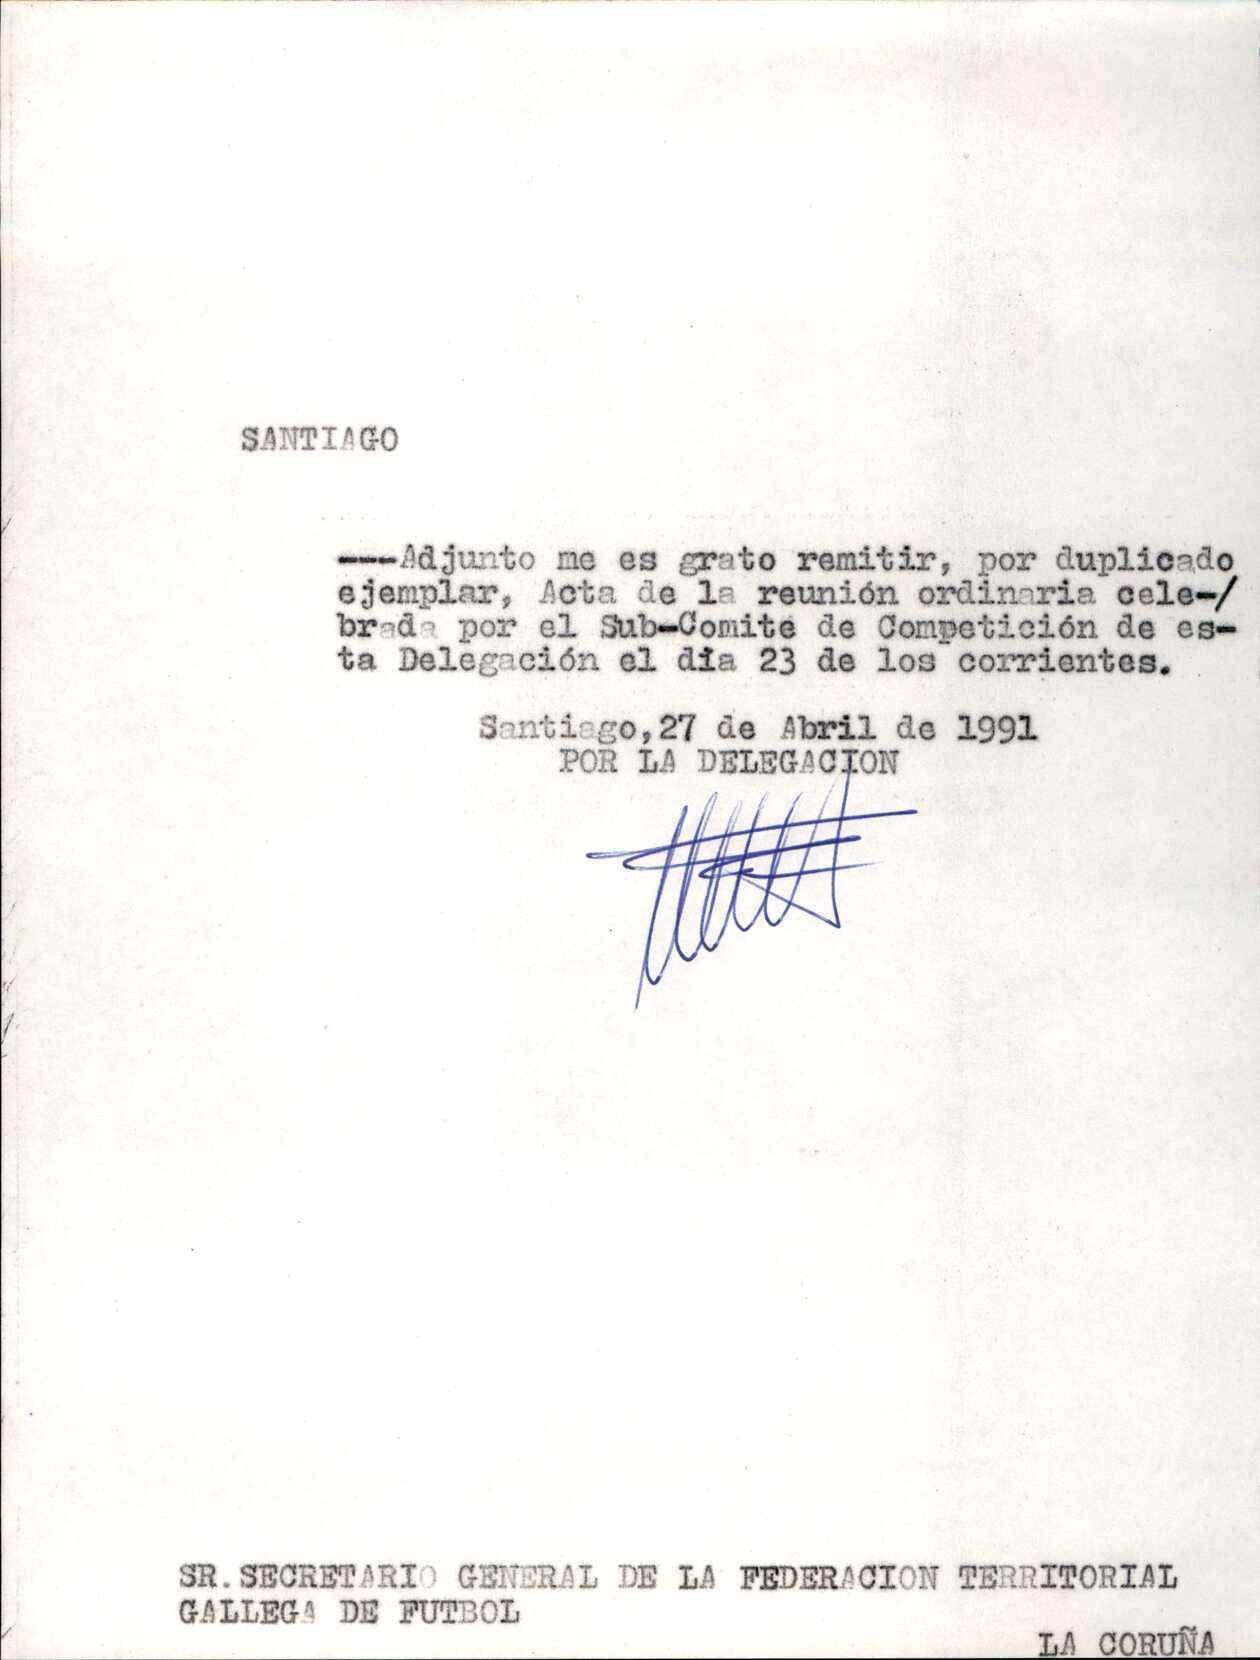 SANTIAGO
---Adjunto me es grato remitir, por duplicado
ejemplar, Acta de la reunión ordinaria cele-/
brada por el Sub-Comite de Competición de es-
ta Delegación el día 23 de los corrientes.
Santiago,27 de Abril de 1991
POR LA DELEGACION
SR.SECRETARIO GENERAL DE LA FEDERACION TERRITORIAL
GALLEGA DE FUTBOL
LA CORUÑA